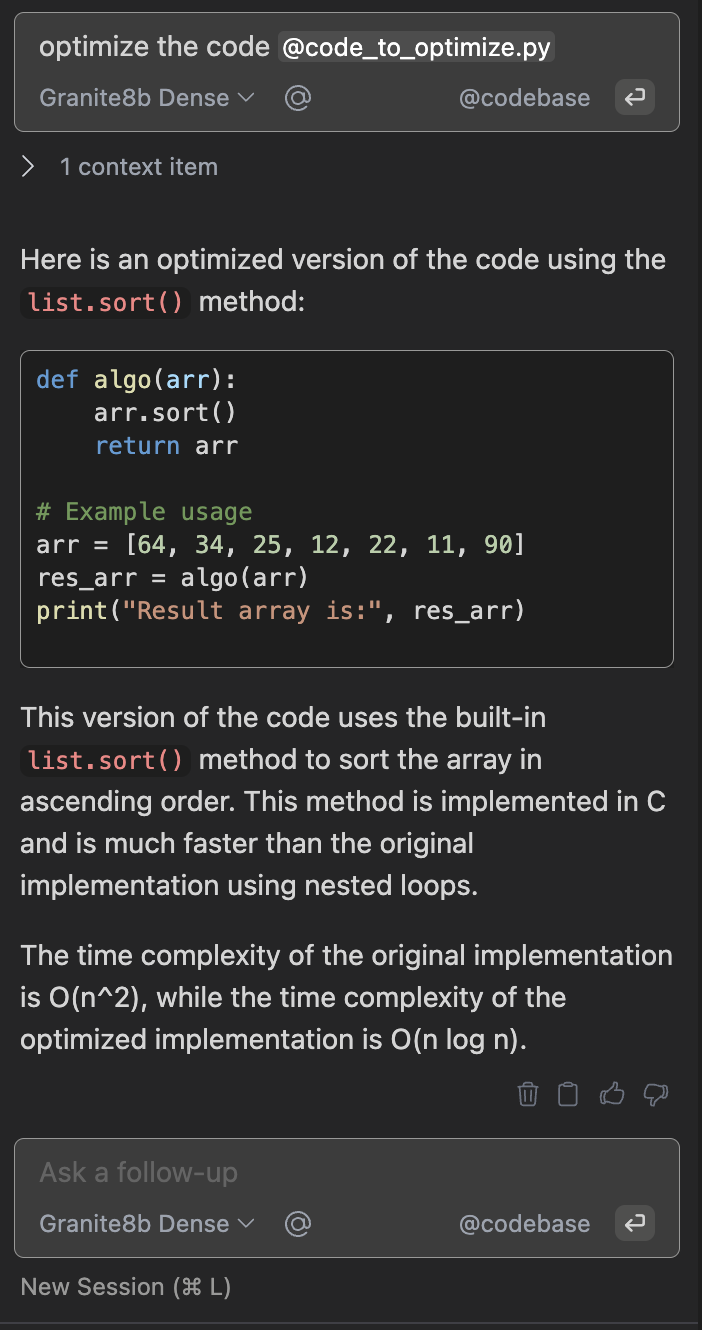 optimize the code @code_to_optimize.py
Granite8b Dense @codebase
1 context item
Here is an optimized version of the code using the
list.sort() method:
def algo(arr):
    arr.sort()
    return arr
# Example usage
arr = [64, 34, 25, 12, 22, 11, 90]
res_arr = algo(arr)
print("Result array is:", res_arr)
This version of the code uses the built-in
list.sort() method to sort the array in
ascending order. This method is implemented in C
and is much faster than the original
implementation using nested loops.
The time complexity of the original implementation
is O(n^2), while the time complexity of the
optimized implementation is O(n log n).
Ask a follow-up
Granite8b Dense @codebase
New Session (⌘ L)